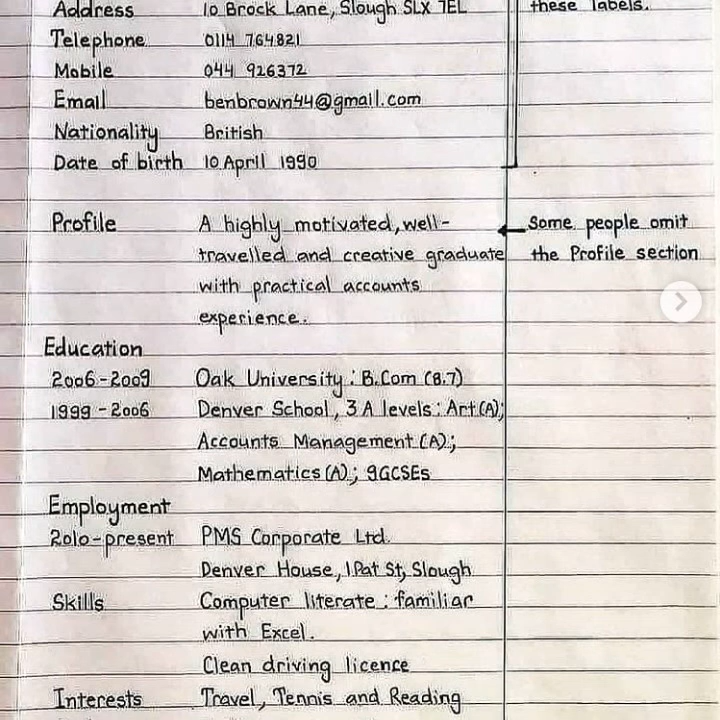 Address 10 Brock Lane, Slough SLX 7EL these labels.
Telephone 0114 764821
Mobile 044 926372
Email benbrown44@gmail.com
Nationality British
Date of birth 10 April 1990
Profile A highly motivated, well- Some people omit
travelled and creative graduate the Profile section
with practical accounts
experience.
Education
2006-2009 Oak University: B.Com (8.7)
1999-2006 Denver School, 3 A levels: Art(A);
Accounts Management (A);
Mathematics (A); 9GCSEs
Employment
2010-present PMS Corporate Ltd.
Denver House, 1 Pat St, Slough
Skills Computer literate: familiar
with Excel.
Clean driving licence
Interests Travel, Tennis and Reading